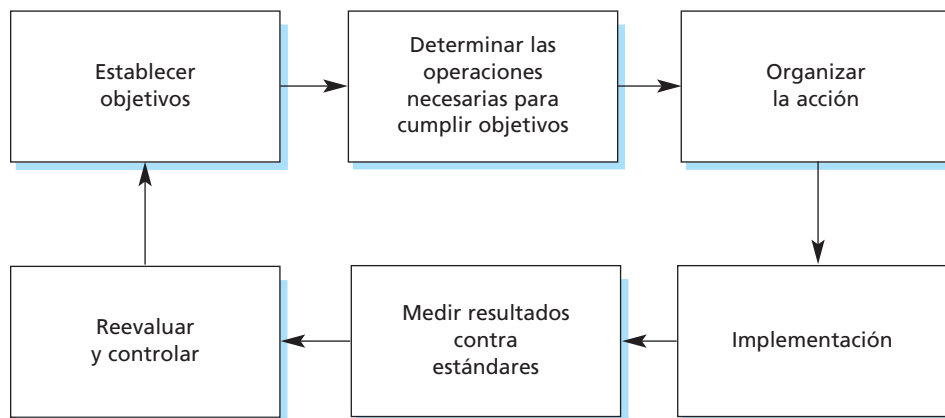 Establecer
objetivos
Determinar las
operaciones
necesarias para
cumplir objetivos
Organizar
la acción
Implementación
Medir resultados
contra
estándares
Reevaluar
y controlar